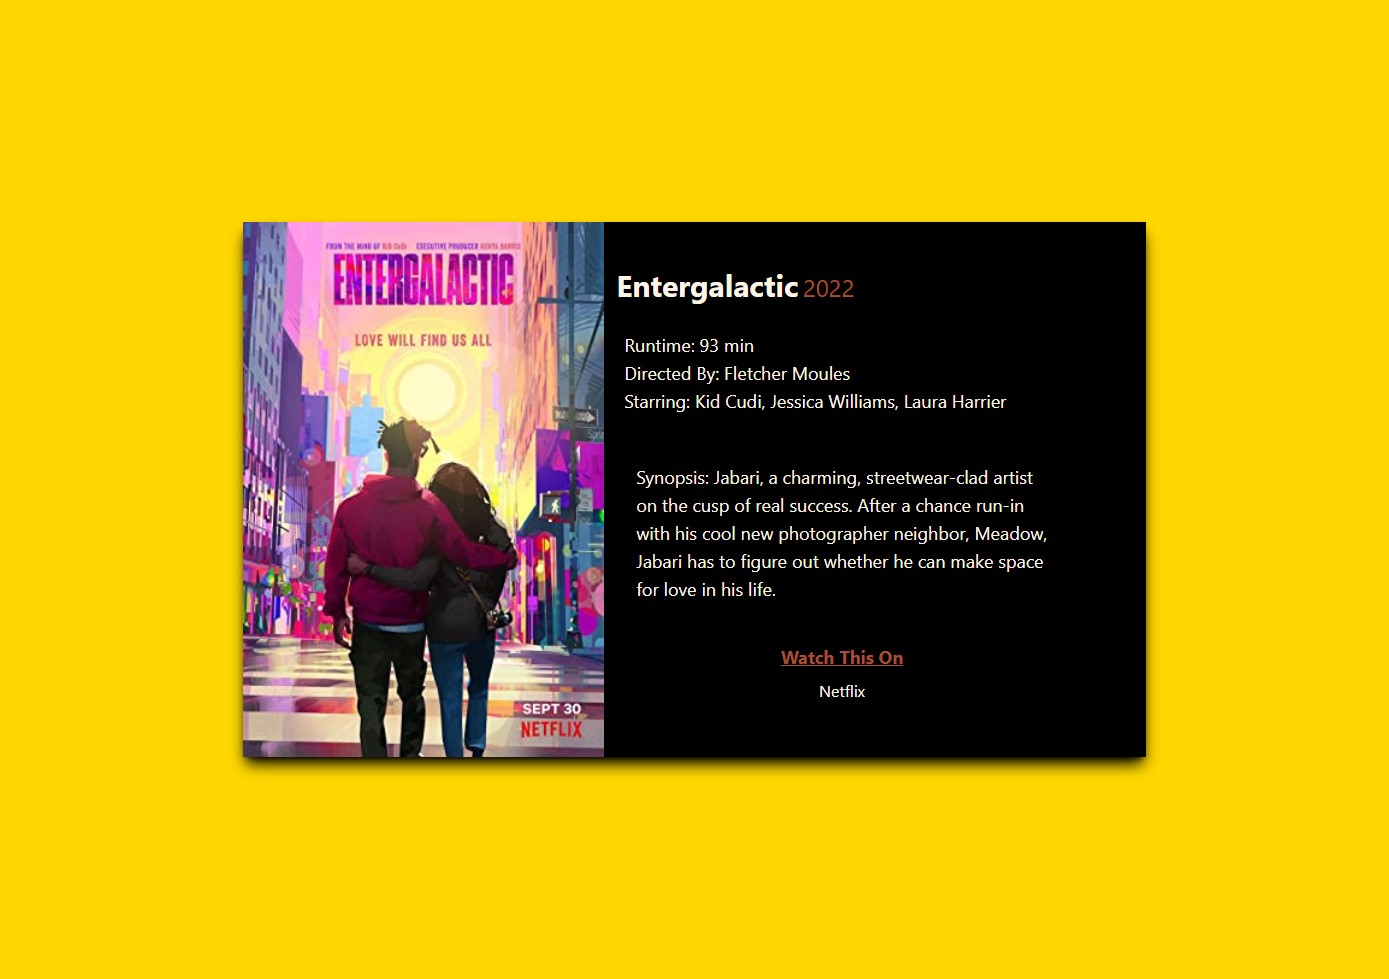 FROM THE MIND OF KID CUDI EXECUTIVE PRODUCER KENYA BARRIS
ENTERGALACTIC
LOVE WILL FIND US ALL
SEPT 30
NETFLIX
Entergalactic 2022
Runtime: 93 min
Directed By: Fletcher Moules
Starring: Kid Cudi, Jessica Williams, Laura Harrier
Synopsis: Jabari, a charming, streetwear-clad artist
on the cusp of real success. After a chance run-in
with his cool new photographer neighbor, Meadow,
Jabari has to figure out whether he can make space
for love in his life.
Watch This On
Netflix